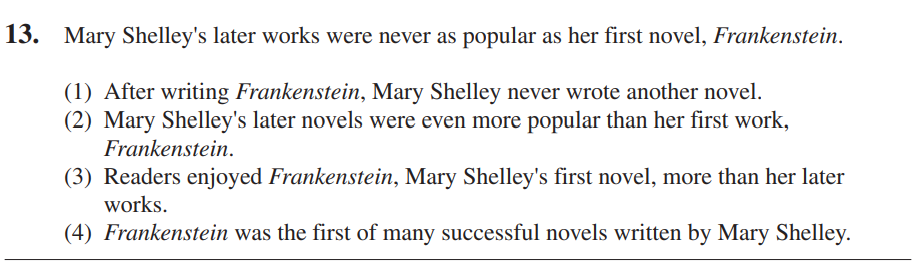 13. Mary Shelley's later works were never as popular as her first novel, Frankenstein.
(1) After writing Frankenstein, Mary Shelley never wrote another novel.
(2) Mary Shelley's later novels were even more popular than her first work,
Frankenstein.
(3) Readers enjoyed Frankenstein, Mary Shelley's first novel, more than her later
works.
(4) Frankenstein was the first of many successful novels written by Mary Shelley.